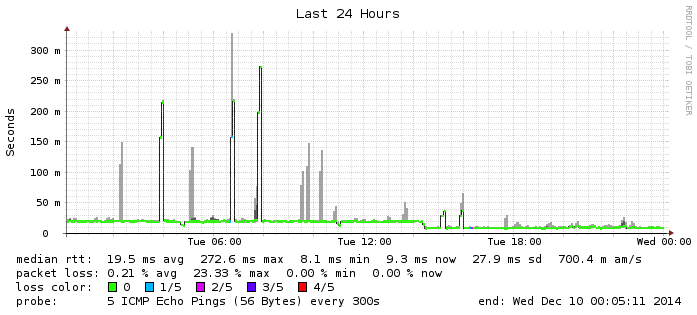 Last 24 Hours
RRDTOOL / TOBI OETIKER
Seconds
300 m
250 m
200 m
150 m
100 m
50 m
0
Tue 06:00 Tue 12:00 Tue 18:00 Wed 00:00
median rtt: 19.5 ms avg 272.6 ms max 8.1 ms min 9.3 ms now 27.9 ms sd 700.4 m am/s
packet loss: 0.21 % avg 23.33 % max 0.00 % min 0.00 % now
loss color: 0 1/5 2/5 3/5 4/5
probe: 5 ICMP Echo Pings (56 Bytes) every 300s end: Wed Dec 10 00:05:11 2014